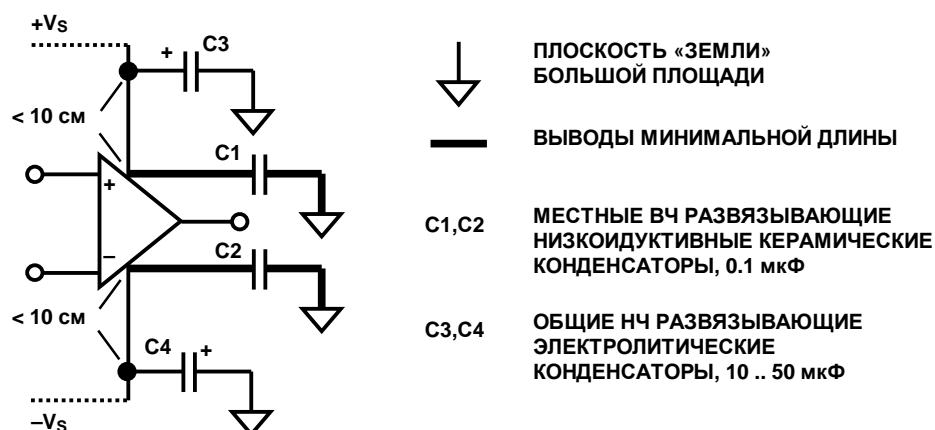 +VS
+ C3
< 10 см
C1
+
–
C2
< 10 см
C4 +
–VS
ПЛОСКОСТЬ «ЗЕМЛИ»
БОЛЬШОЙ ПЛОЩАДИ
ВЫВОДЫ МИНИМАЛЬНОЙ ДЛИНЫ
C1,C2
МЕСТНЫЕ ВЧ РАЗВЯЗЫВАЮЩИЕ
НИЗКОИДУКТИВНЫЕ КЕРАМИЧЕСКИЕ
КОНДЕНСАТОРЫ, 0.1 мкФ
C3,C4
ОБЩИЕ НЧ РАЗВЯЗЫВАЮЩИЕ
ЭЛЕКТРОЛИТИЧЕСКИЕ
КОНДЕНСАТОРЫ, 10 .. 50 мкФ